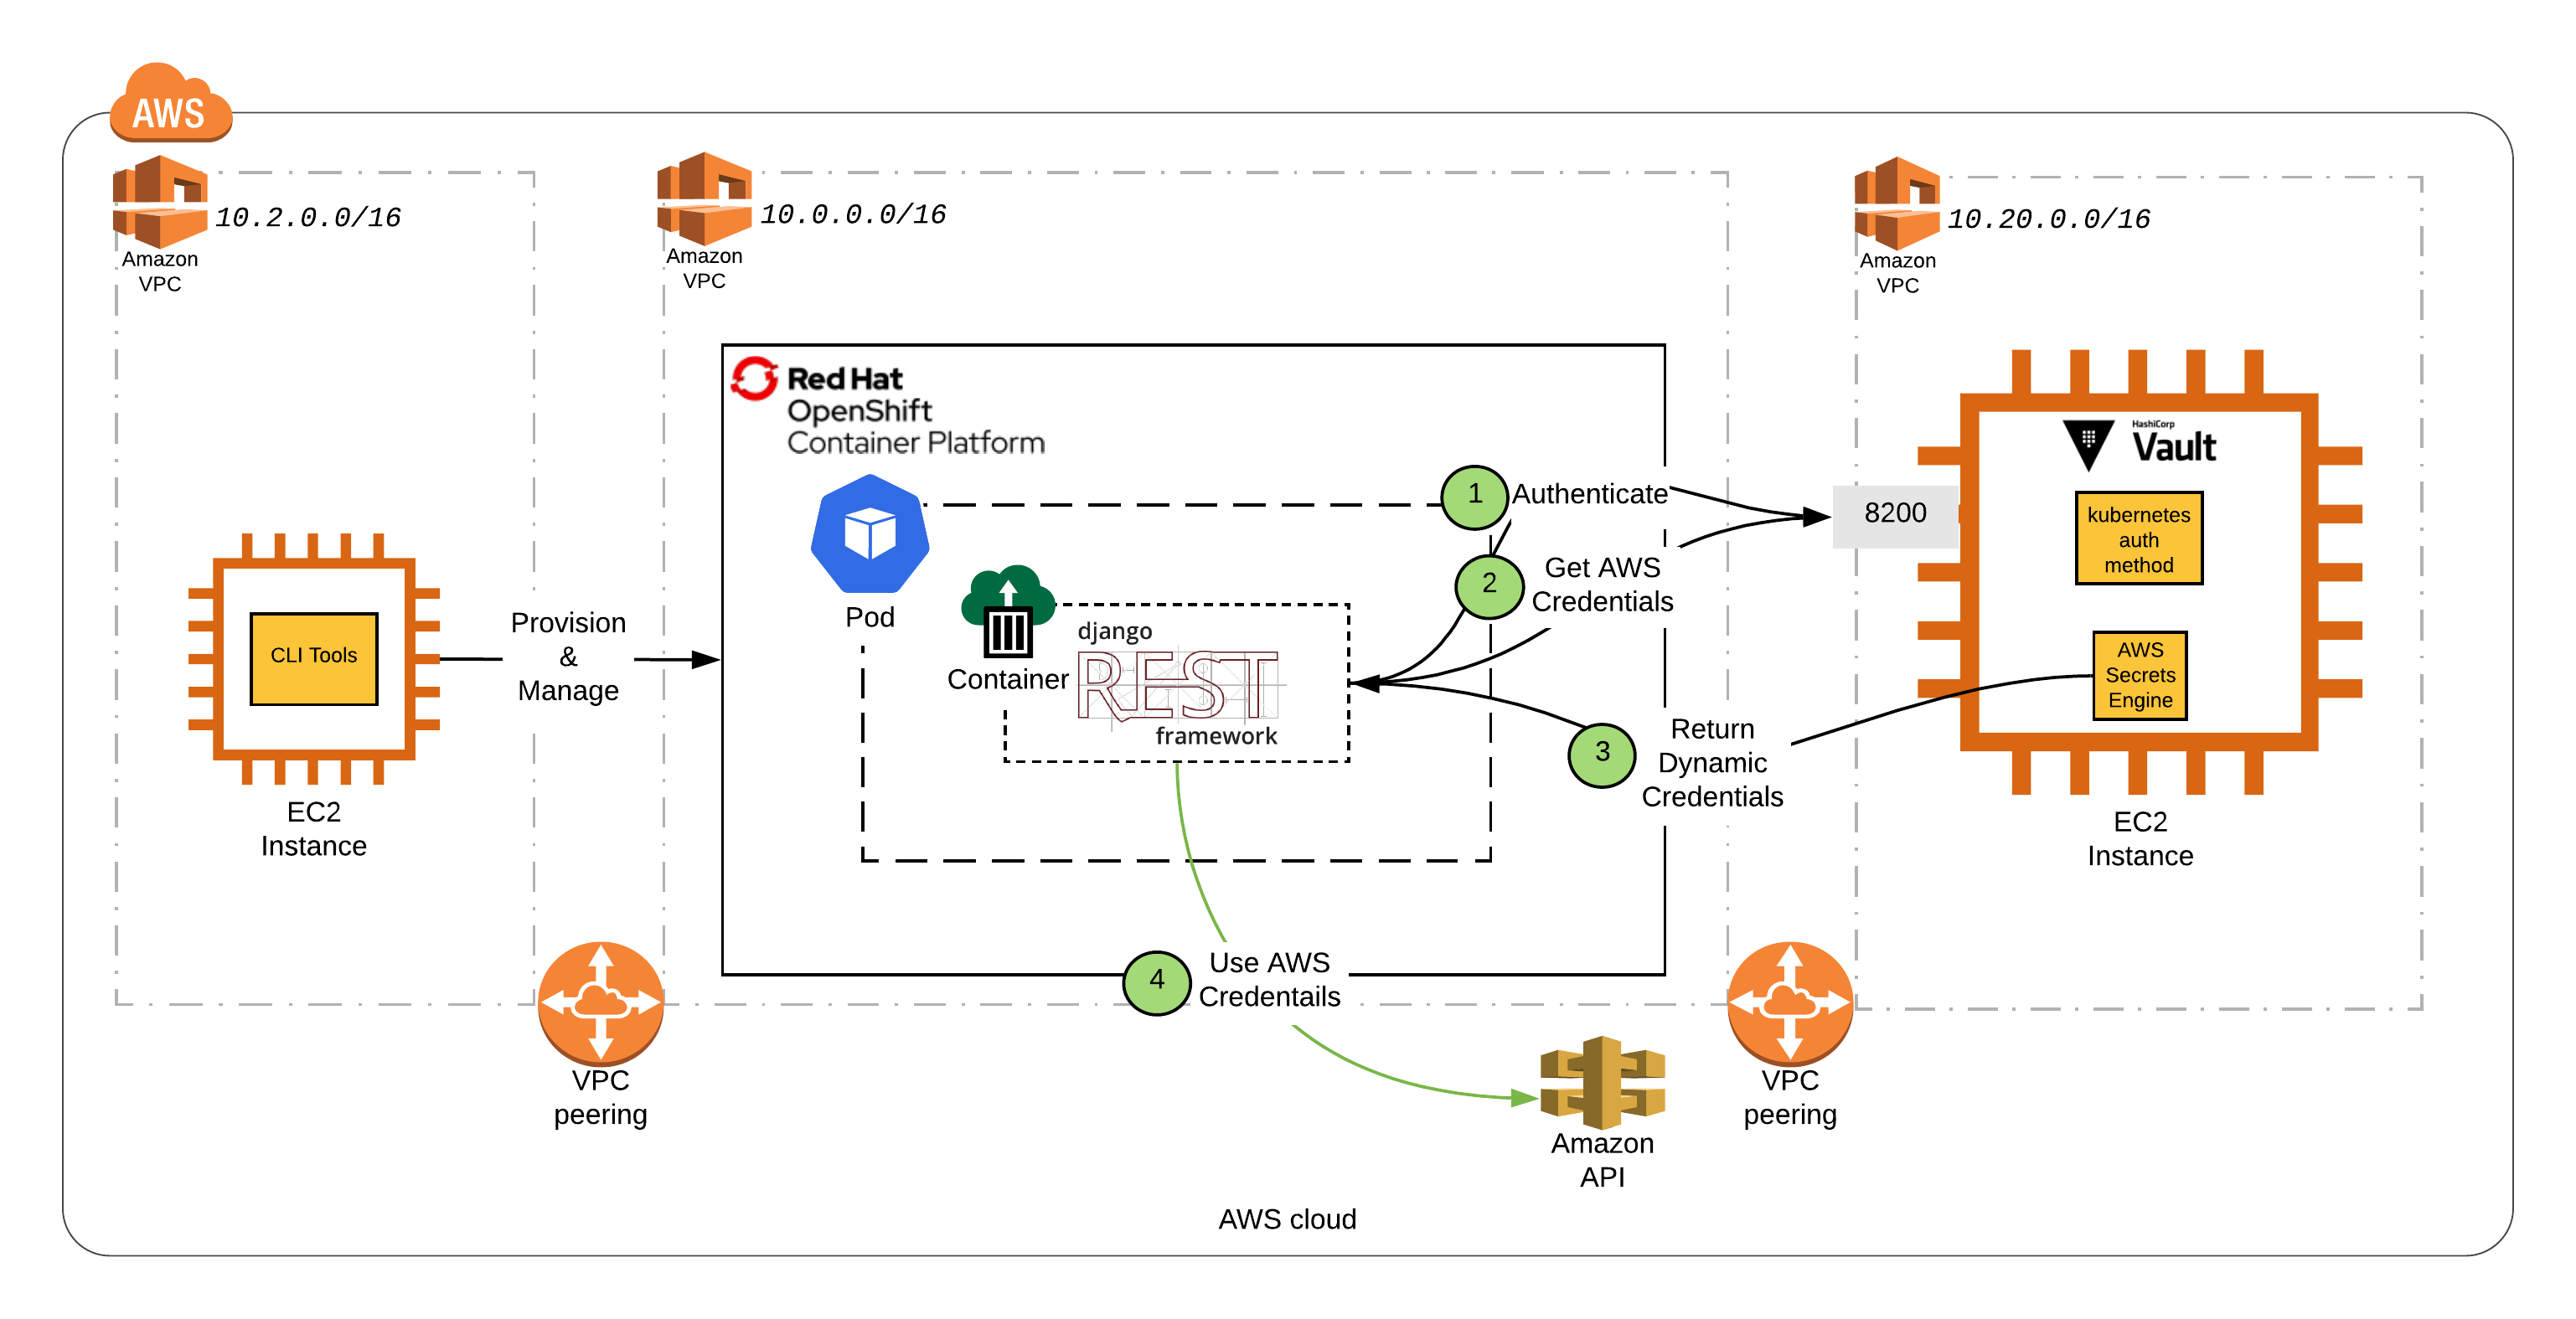 AWS
10.2.0.0/16
Amazon
VPC
10.0.0.0/16
Amazon
VPC
10.20.0.0/16
Amazon
VPC
Red Hat
OpenShift
Container Platform
HashiCorp
Vault
1
Authenticate
8200
kubernetes
auth
method
2
Get AWS
Credentials
Pod
Container
django
REST
framework
CLI Tools
Provision
&
Manage
AWS
Secrets
Engine
3
Return
Dynamic
Credentials
EC2
Instance
EC2
Instance
4
Use AWS
Credentails
VPC
peering
VPC
peering
Amazon
API
AWS cloud